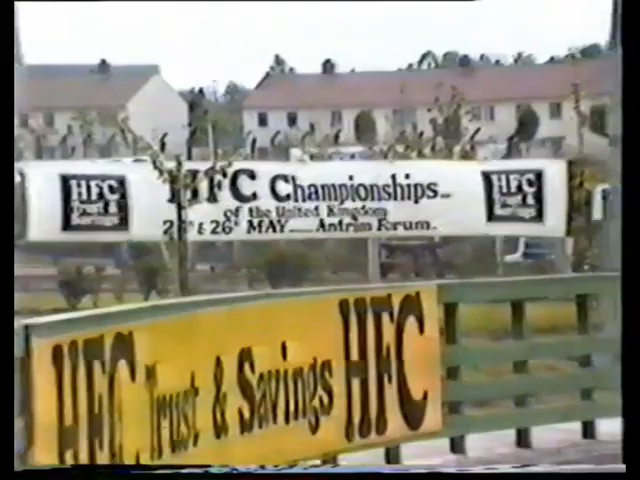 HFC Trust & Savings
HFC Championships
of the United Kingdom
25th & 26th MAY Antrim Forum
HFC Trust & Savings
HFC Trust & Savings HFC